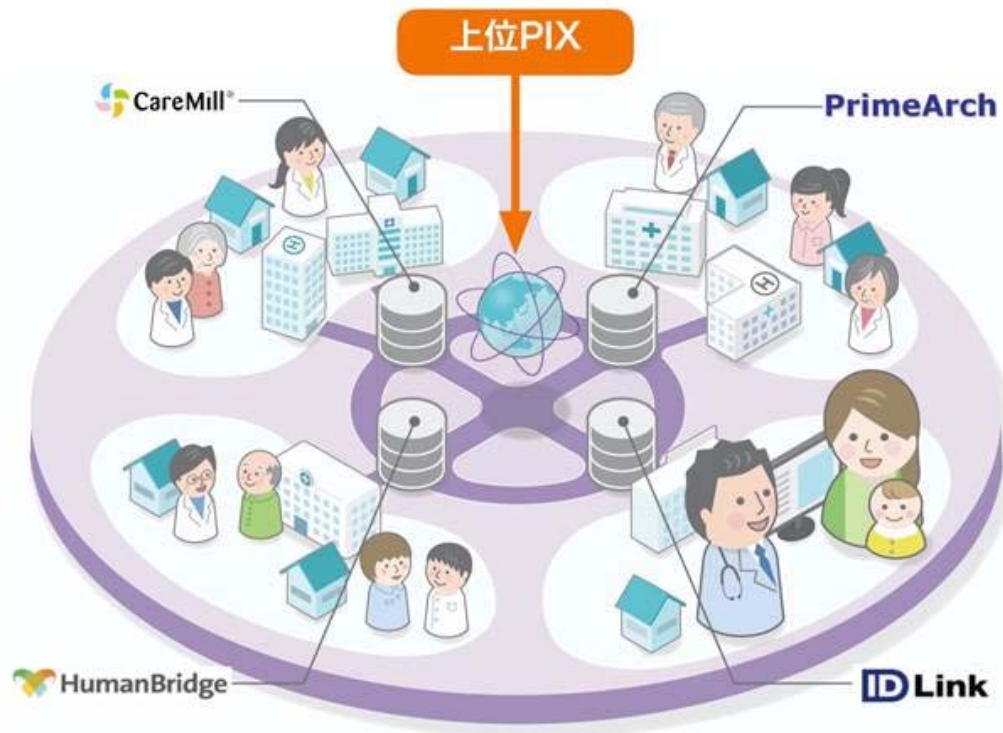 上位PIX
CareMill®
PrimeArch
H
H
HumanBridge
ID Link